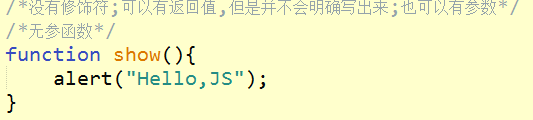 /*没有修饰符;可以有返回值,但是并不会明确写出来;也可以有参数*/
/*无参函数*/
function show(){
    alert("Hello,JS");
}